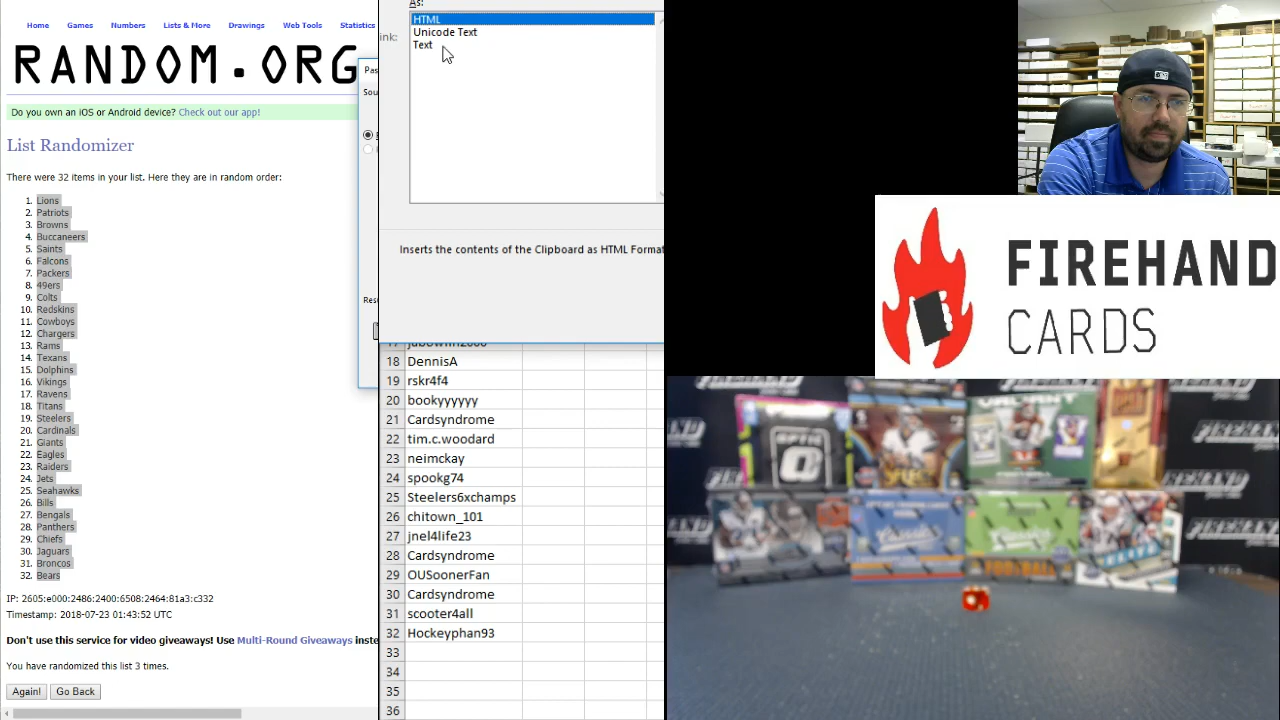 Home Games Numbers Lists & More Drawings Web Tools Statistics
RANDOM.ORG
Do you own an iOS or Android device? Check out our app!
List Randomizer
There were 32 items in your list. Here they are in random order:
1. Lions
2. Patriots
3. Browns
4. Buccaneers
5. Saints
6. Falcons
7. Packers
8. 49ers
9. Colts
10. Redskins
11. Cowboys
12. Chargers
13. Rams
14. Texans
15. Dolphins
16. Vikings
17. Ravens
18. Titans
19. Steelers
20. Cardinals
21. Giants
22. Eagles
23. Raiders
24. Jets
25. Seahawks
26. Bills
27. Bengals
28. Panthers
29. Chiefs
30. Jaguars
31. Broncos
32. Bears
IP: 2605:e000:2486:2400:6508:2464:81a3:c332
Timestamp: 2018-07-23 01:43:52 UTC
Don't use this service for video giveaways! Use Multi-Round Giveaways inste
You have randomized this list 3 times.
Again! Go Back
Pas
Sou
Res
As:
ink:
HTML
Unicode Text
Text
Inserts the contents of the Clipboard as HTML Forma
18 DennisA
19 rskr4f4
20 bookyyyyyy
21 Cardsyndrome
22 tim.c.woodard
23 neimckay
24 spookg74
25 Steelers6xchamps
26 chitown_101
27 jnel4life23
28 Cardsyndrome
29 OUSoonerFan
30 Cardsyndrome
31 scooter4all
32 Hockeyphan93
33
34
35
36
FIREHAND
CARDS
OPTIC
VALIANT
Classics
FOOTBALL